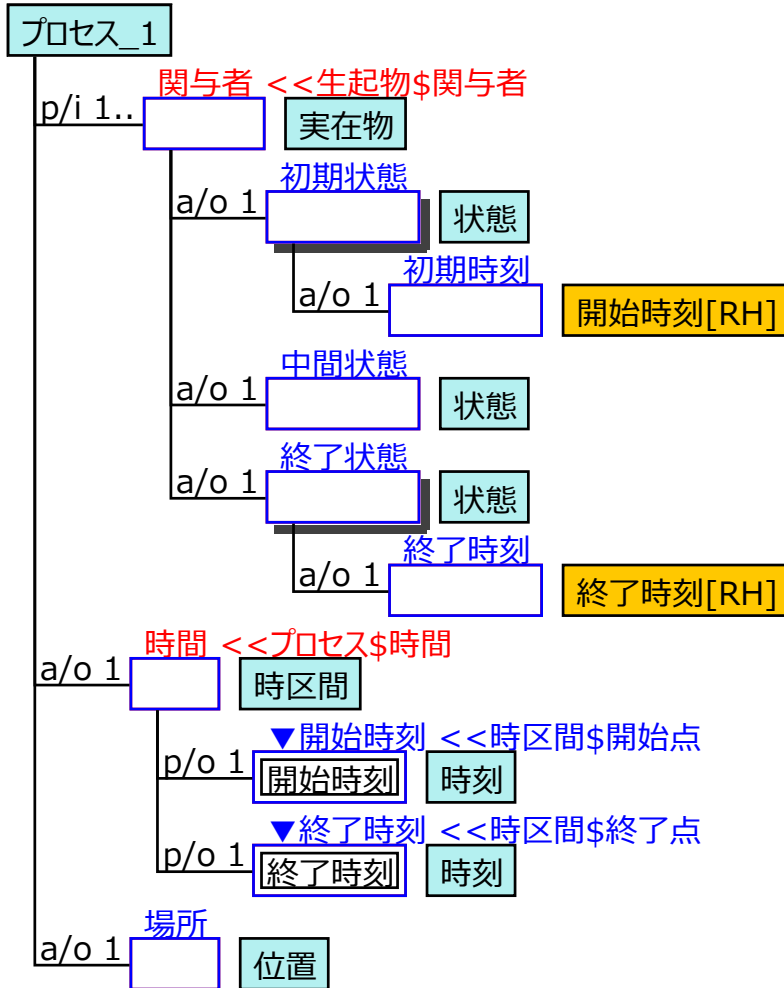 プロセス_1
関与者 <<生起物$関与者
p/i 1..
実在物
初期状態
a/o 1
状態
初期時刻
a/o 1
開始時刻[RH]
中間状態
a/o 1
状態
終了状態
a/o 1
状態
終了時刻
a/o 1
終了時刻[RH]
時間 <<プロセス$時間
a/o 1
時区間
▼開始時刻 <<時区間$開始点
p/o 1
開始時刻
時刻
▼終了時刻 <<時区間$終了点
p/o 1
終了時刻
時刻
場所
a/o 1
位置